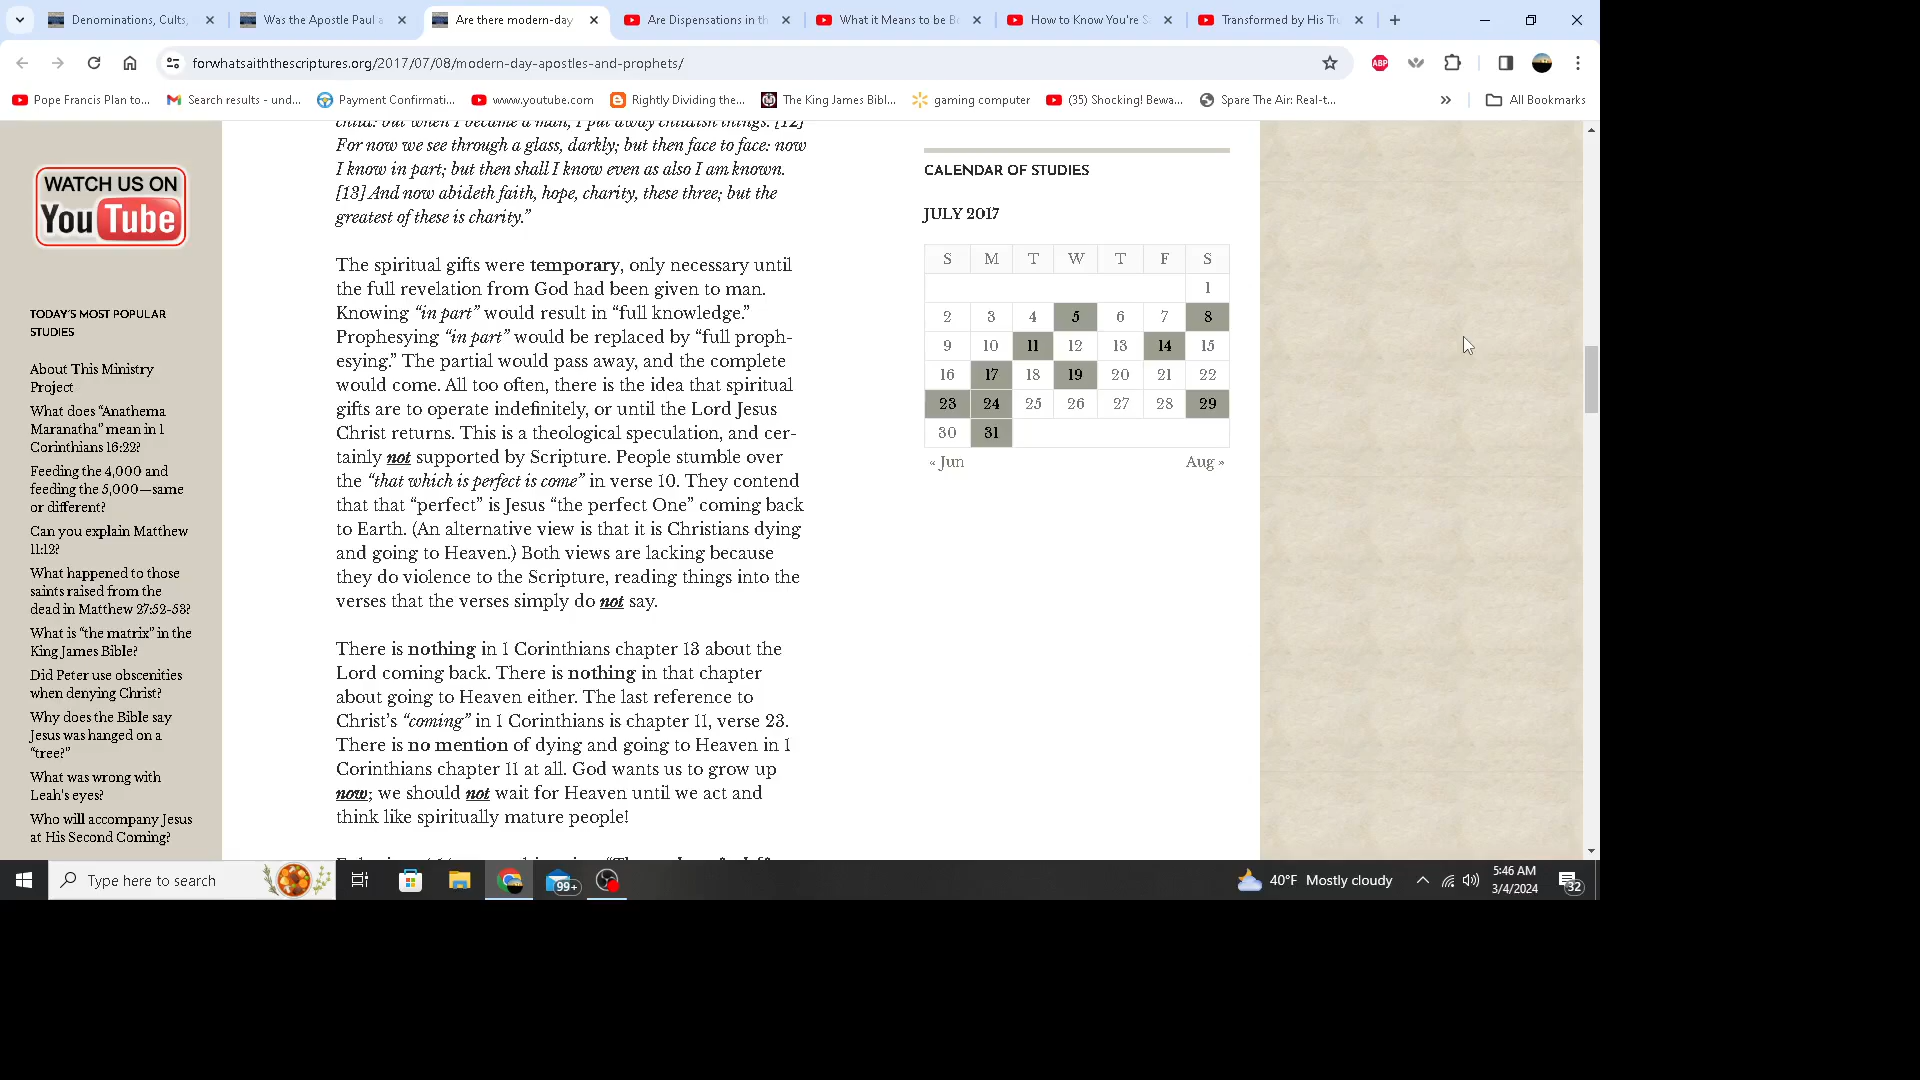 Denominations, Cults,
Was the Apostle Paul a
Are there modern-day
Are Dispensations in th
What it Means to be Bo
How to Know You're S
Transformed by His Tru
forwhatsaiththescriptures.org/2017/07/08/modern-day-apostles-and-prophets/
ABP
Pope Francis Plan to...
Search results - und...
Payment Confirmati...
www.youtube.com
Rightly Dividing the...
The King James Bibl...
gaming computer
(35) Shocking! Bewa...
Spare The Air: Real-t...
»
All Bookmarks
WATCH US ON
YouTube
TODAY'S MOST POPULAR
STUDIES
About This Ministry
Project
What does “Anathema
Maranatha” mean in 1
Corinthians 16:22?
Feeding the 4,000 and
feeding the 5,000—same
or different?
Can you explain Matthew
11:12?
What happened to those
saints raised from the
dead in Matthew 27:52-53?
What is “the matrix” in the
King James Bible?
Did Peter use obscenities
when denying Christ?
Why does the Bible say
Jesus was hanged on a
“tree?”
What was wrong with
Leah's eyes?
Who will accompany Jesus
at His Second Coming?
child: but when I became a man, I put away childish things. [12]
For now we see through a glass, darkly; but then face to face: now
I know in part; but then shall I know even as also I am known.
[13] And now abideth faith, hope, charity, these three; but the
greatest of these is charity.”
The spiritual gifts were temporary, only necessary until
the full revelation from God had been given to man.
Knowing “in part” would result in “full knowledge.”
Prophesying “in part” would be replaced by “full proph-
esying.” The partial would pass away, and the complete
would come. All too often, there is the idea that spiritual
gifts are to operate indefinitely, or until the Lord Jesus
Christ returns. This is a theological speculation, and cer-
tainly not supported by Scripture. People stumble over
the “that which is perfect is come” in verse 10. They contend
that that “perfect” is Jesus “the perfect One” coming back
to Earth. (An alternative view is that it is Christians dying
and going to Heaven.) Both views are lacking because
they do violence to the Scripture, reading things into the
verses that the verses simply do not say.
There is nothing in 1 Corinthians chapter 13 about the
Lord coming back. There is nothing in that chapter
about going to Heaven either. The last reference to
Christ’s “coming” in 1 Corinthians is chapter 11, verse 23.
There is no mention of dying and going to Heaven in 1
Corinthians chapter 11 at all. God wants us to grow up
now; we should not wait for Heaven until we act and
think like spiritually mature people!
CALENDAR OF STUDIES
JULY 2017
S M T W T F S
1
2 3 4 5 6 7 8
9 10 11 12 13 14 15
16 17 18 19 20 21 22
23 24 25 26 27 28 29
30 31
« Jun Aug »
Type here to search
99+
40°F Mostly cloudy
5:46 AM
3/4/2024
32